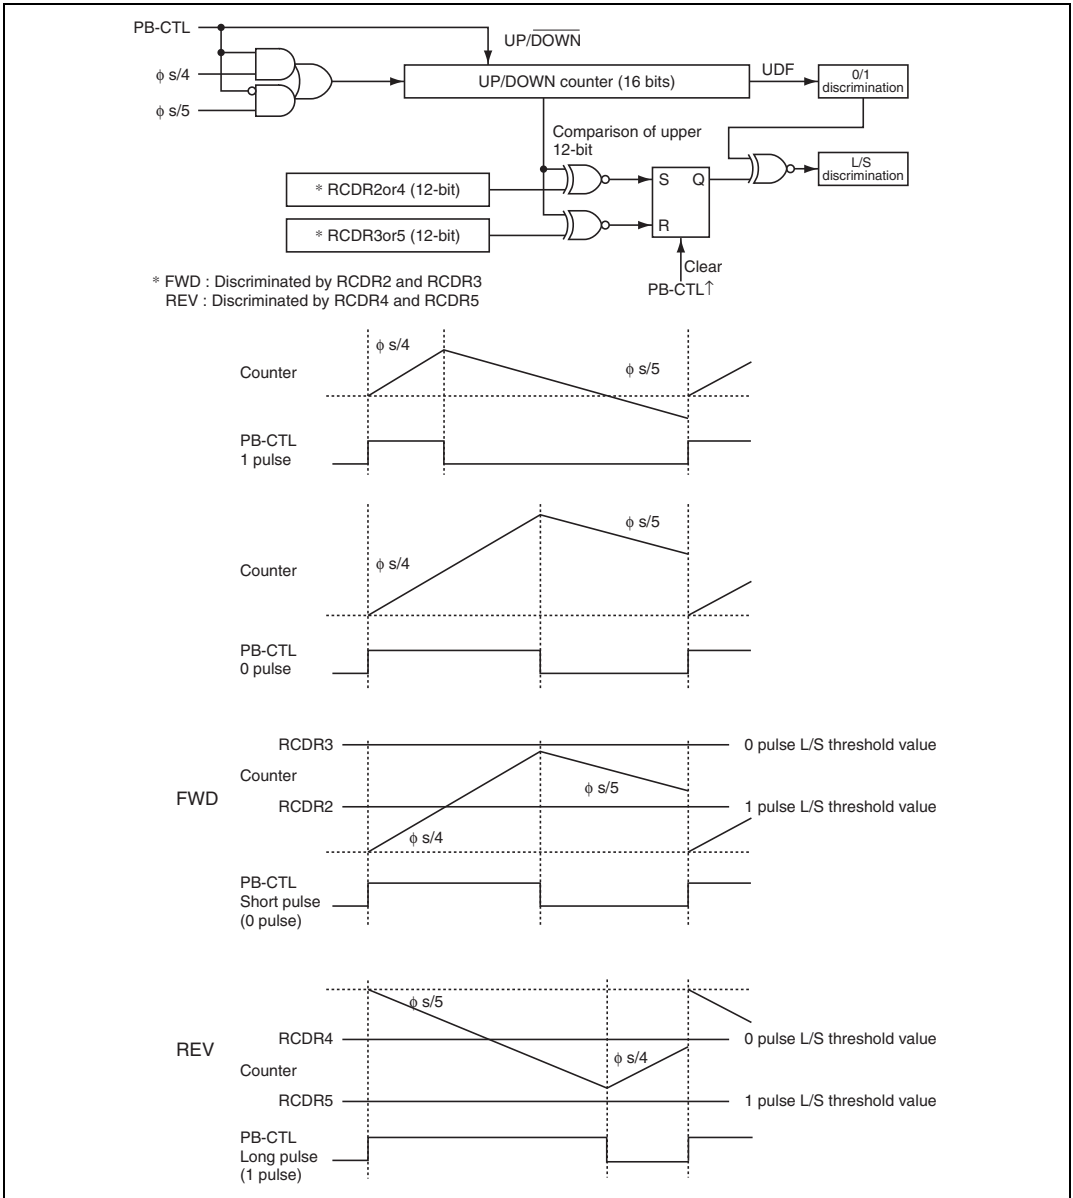 PB-CTL
UP/DOWN
φ s/4
UP/DOWN counter (16 bits)
UDF
0/1
discrimination
φ s/5
Comparison of upper
12-bit
L/S
discrimination
* RCDR2or4 (12-bit)
S Q
* RCDR3or5 (12-bit)
R
Clear
PB-CTL↑
* FWD : Discriminated by RCDR2 and RCDR3
REV : Discriminated by RCDR4 and RCDR5
φ s/4
Counter
φ s/5
PB-CTL
1 pulse
φ s/5
φ s/4
Counter
PB-CTL
0 pulse
RCDR3
0 pulse L/S threshold value
Counter
φ s/5
FWD
RCDR2
1 pulse L/S threshold value
φ s/4
PB-CTL
Short pulse
(0 pulse)
φ s/5
RCDR4
0 pulse L/S threshold value
REV
φ s/4
Counter
RCDR5
1 pulse L/S threshold value
PB-CTL
Long pulse
(1 pulse)